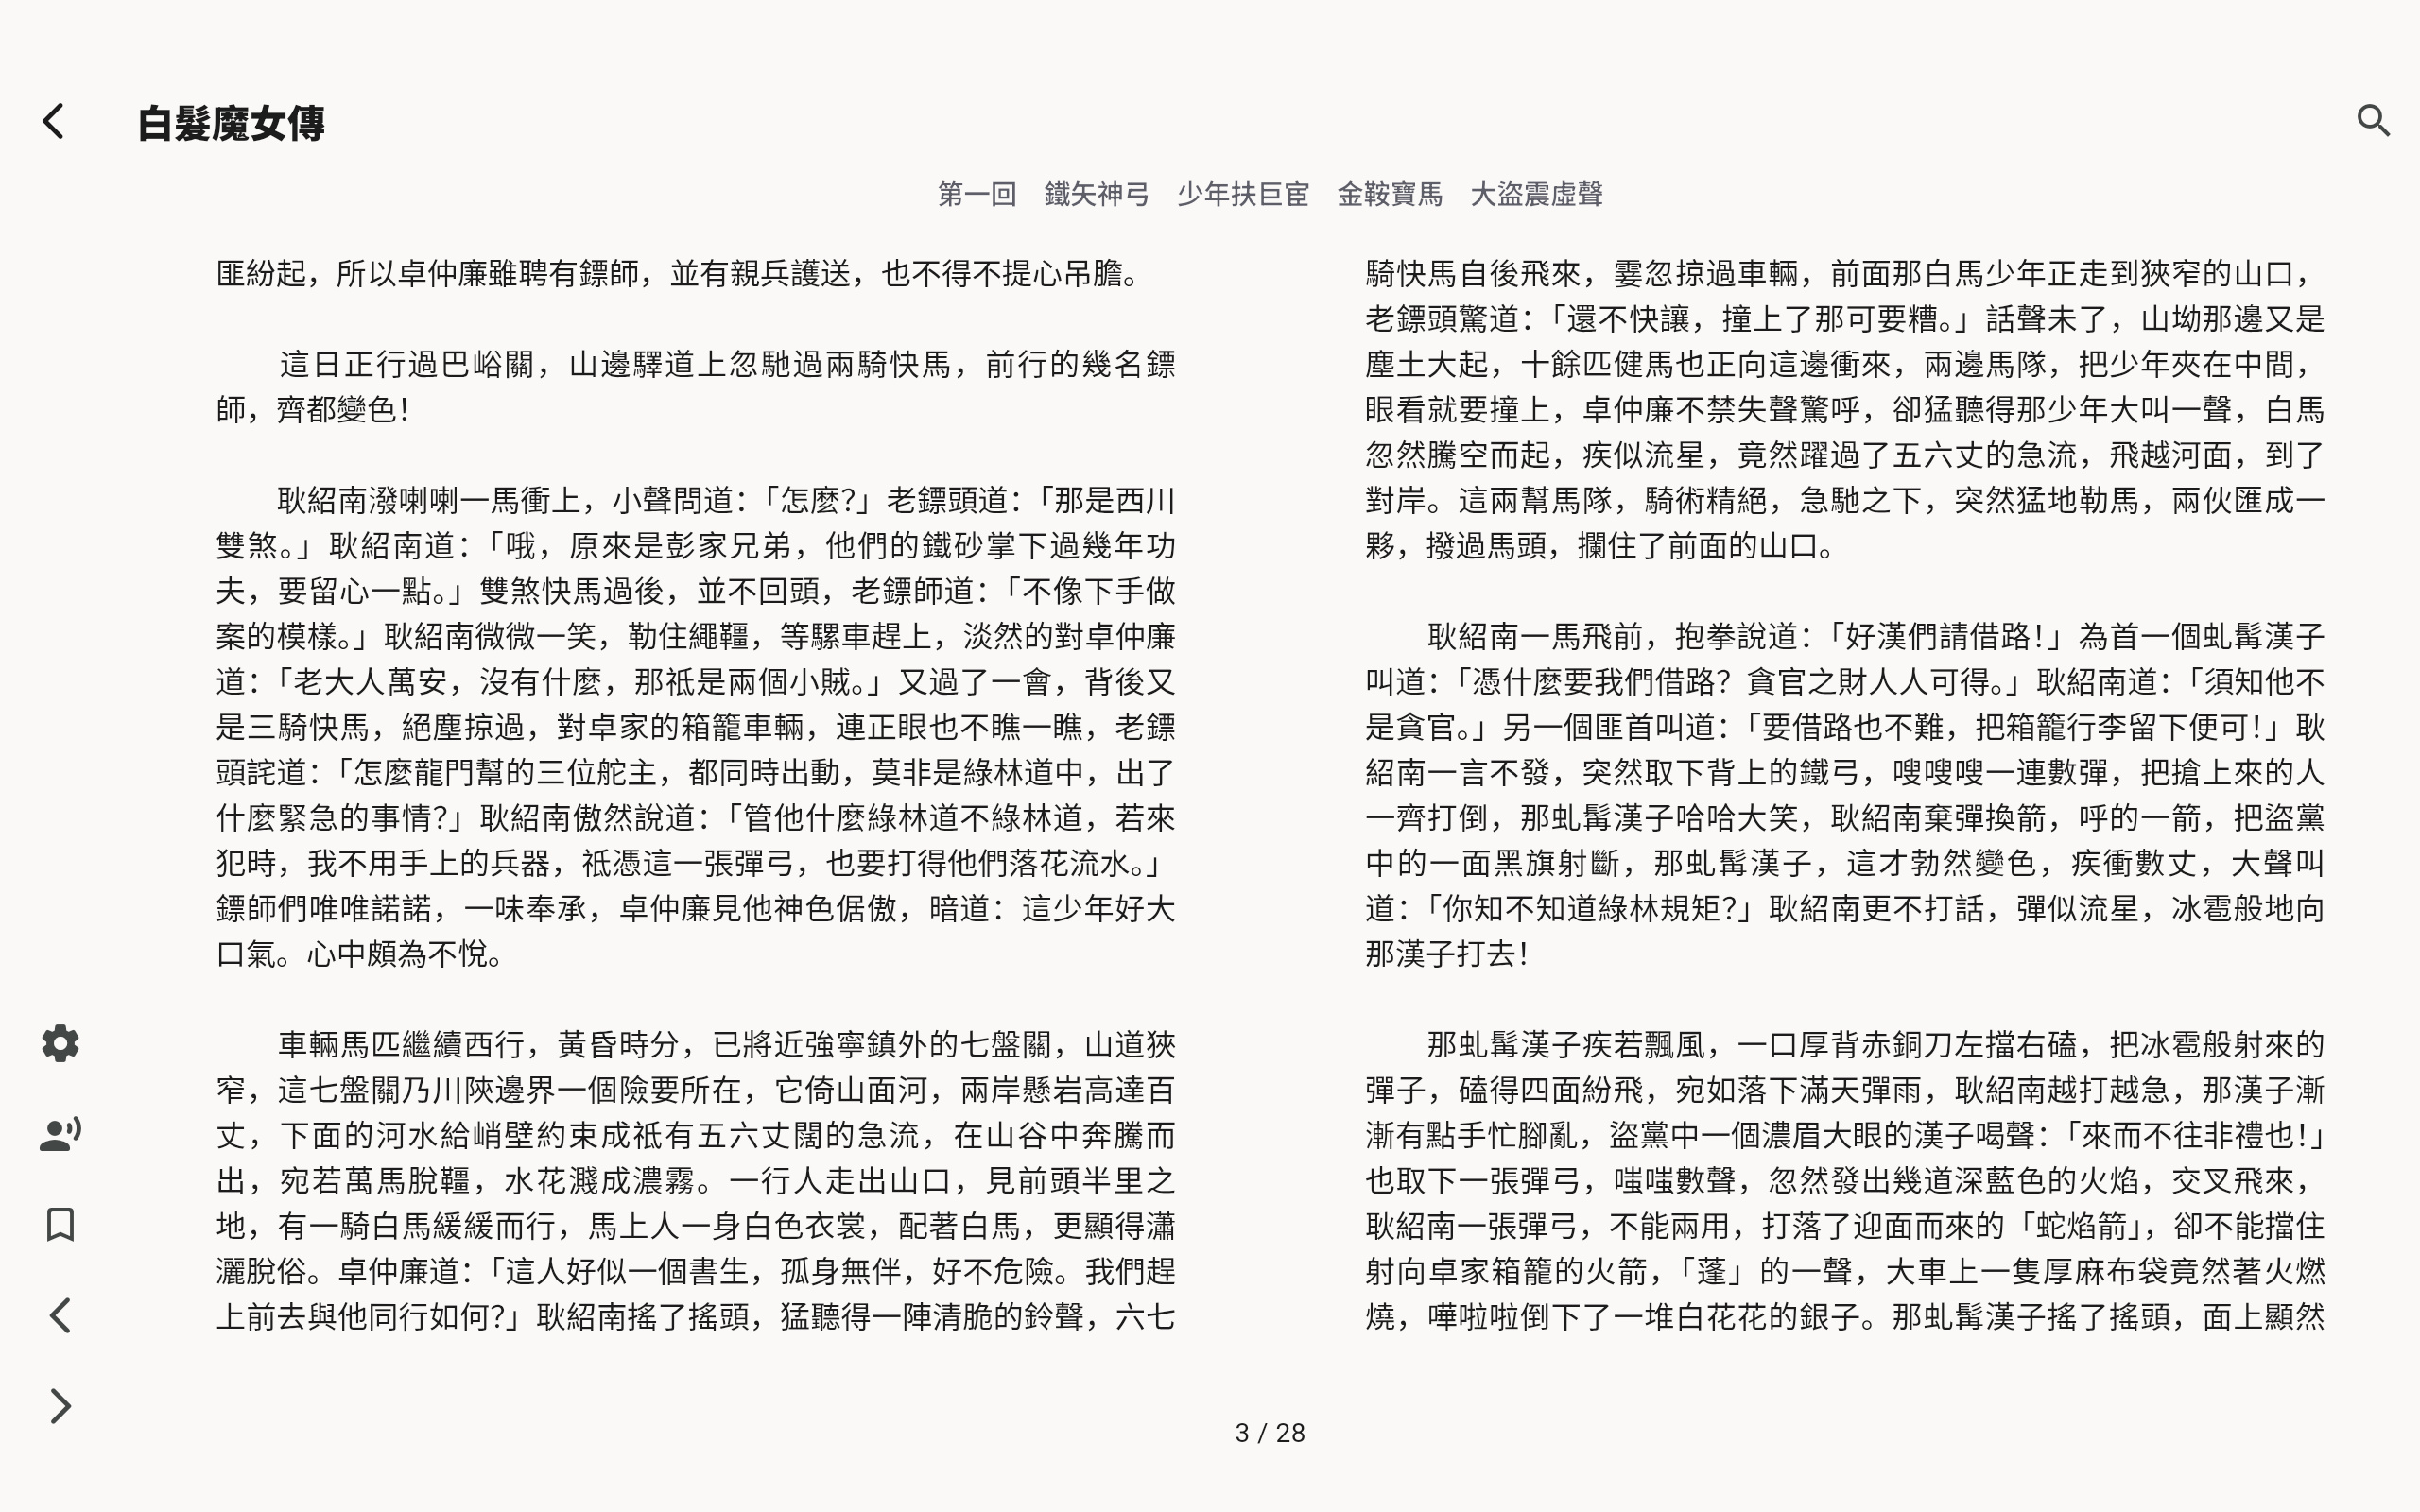 白髮魔女傳
第一回　鐵矢神弓　少年扶巨宦　金鞍寶馬　大盜震虛聲
匪紛起，所以卓仲廉雖聘有鏢師，並有親兵護送，也不得不提心吊膽。
這日正行過巴峪關，山邊驛道上忽馳過兩騎快馬，前行的幾名鏢
師，齊都變色！
耿紹南潑喇喇一馬衝上，小聲問道：「怎麼？」老鏢頭道：「那是西川
雙煞。」耿紹南道：「哦，原來是彭家兄弟，他們的鐵砂掌下過幾年功
夫，要留心一點。」雙煞快馬過後，並不回頭，老鏢師道：「不像下手做
案的模樣。」耿紹南微微一笑，勒住繩韁，等騾車趕上，淡然的對卓仲廉
道：「老大人萬安，沒有什麼，那祇是兩個小賊。」又過了一會，背後又
是三騎快馬，絕塵掠過，對卓家的箱籠車輛，連正眼也不瞧一瞧，老鏢
頭詫道：「怎麼龍門幫的三位舵主，都同時出動，莫非是綠林道中，出了
什麼緊急的事情？」耿紹南傲然說道：「管他什麼綠林道不綠林道，若來
犯時，我不用手上的兵器，祇憑這一張彈弓，也要打得他們落花流水。」
鏢師們唯唯諾諾，一味奉承，卓仲廉見他神色倨傲，暗道：這少年好大
口氣。心中頗為不悅。
車輛馬匹繼續西行，黃昏時分，已將近強寧鎮外的七盤關，山道狹
窄，這七盤關乃川陝邊界一個險要所在，它倚山面河，兩岸懸岩高達百
丈，下面的河水給峭壁約束成祇有五六丈闊的急流，在山谷中奔騰而
出，宛若萬馬脫韁，水花濺成濃霧。一行人走出山口，見前頭半里之
地，有一騎白馬緩緩而行，馬上人一身白色衣裳，配著白馬，更顯得瀟
灑脫俗。卓仲廉道：「這人好似一個書生，孤身無伴，好不危險。我們趕
上前去與他同行如何？」耿紹南搖了搖頭，猛聽得一陣清脆的鈴聲，六七
騎快馬自後飛來，霎忽掠過車輛，前面那白馬少年正走到狹窄的山口，
老鏢頭驚道：「還不快讓，撞上了那可要糟。」話聲未了，山坳那邊又是
塵土大起，十餘匹健馬也正向這邊衝來，兩邊馬隊，把少年夾在中間，
眼看就要撞上，卓仲廉不禁失聲驚呼，卻猛聽得那少年大叫一聲，白馬
忽然騰空而起，疾似流星，竟然躍過了五六丈的急流，飛越河面，到了
對岸。這兩幫馬隊，騎術精絕，急馳之下，突然猛地勒馬，兩伙匯成一
夥，撥過馬頭，攔住了前面的山口。
耿紹南一馬飛前，抱拳說道：「好漢們請借路！」為首一個虬髯漢子
叫道：「憑什麼要我們借路？貪官之財人人可得。」耿紹南道：「須知他不
是貪官。」另一個匪首叫道：「要借路也不難，把箱籠行李留下便可！」耿
紹南一言不發，突然取下背上的鐵弓，嗖嗖嗖一連數彈，把搶上來的人
一齊打倒，那虬髯漢子哈哈大笑，耿紹南棄彈換箭，呼的一箭，把盜黨
中的一面黑旗射斷，那虬髯漢子，這才勃然變色，疾衝數丈，大聲叫
道：「你知不知道綠林規矩？」耿紹南更不打話，彈似流星，冰雹般地向
那漢子打去！
那虬髯漢子疾若飄風，一口厚背赤銅刀左擋右磕，把冰雹般射來的
彈子，磕得四面紛飛，宛如落下滿天彈雨，耿紹南越打越急，那漢子漸
漸有點手忙腳亂，盜黨中一個濃眉大眼的漢子喝聲：「來而不往非禮也！」
也取下一張彈弓，嗤嗤數聲，忽然發出幾道深藍色的火焰，交叉飛來，
耿紹南一張彈弓，不能兩用，打落了迎面而來的「蛇焰箭」，卻不能擋住
射向卓家箱籠的火箭，「蓬」的一聲，大車上一隻厚麻布袋竟然著火燃
燒，嘩啦啦倒下了一堆白花花的銀子。那虬髯漢子搖了搖頭，面上顯然
3 / 28